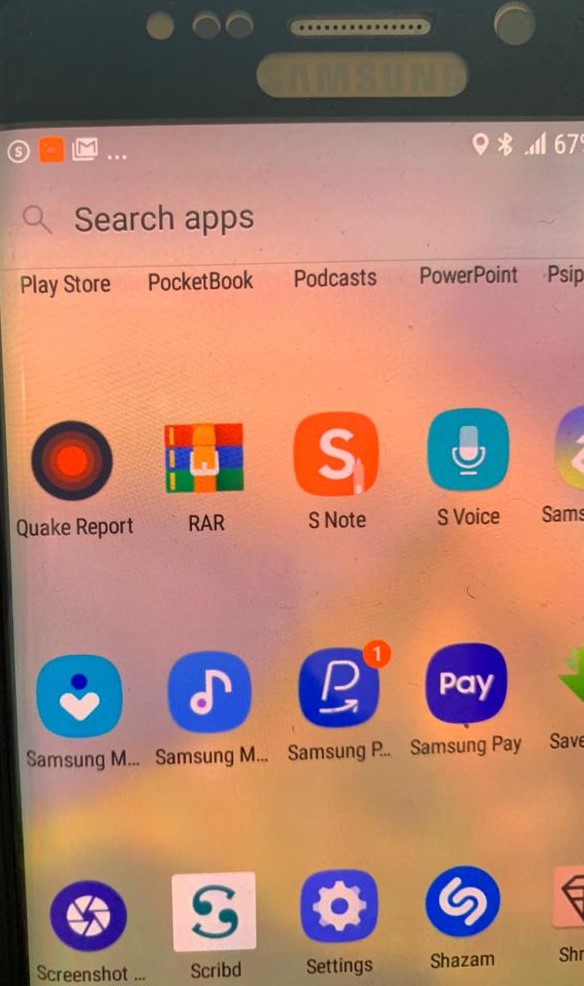 SAMSUNG
S
... 67°
Search apps
Play Store PocketBook Podcasts PowerPoint Psip
S
Quake Report RAR S Note S Voice Sams
1
Pay
Samsung M... Samsung M... Samsung P... Samsung Pay Save
Screenshot ... Scribd Settings Shazam Shr